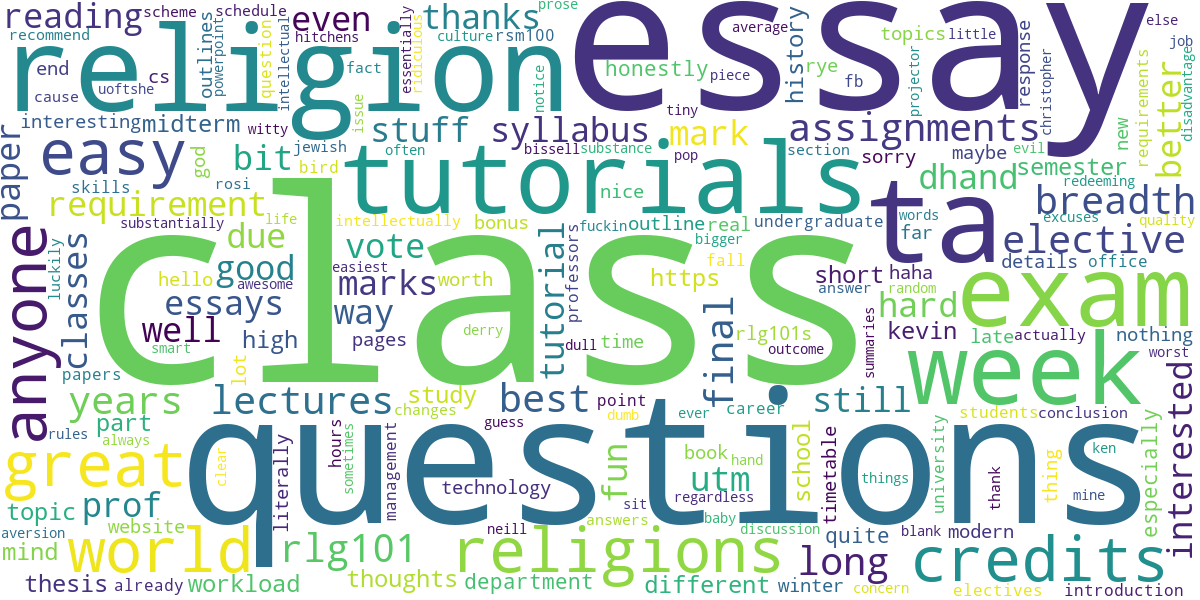 reading
scheme
schedule
even
thanks
prose
essay
average
topics
little
else
job
recommend
religion
hitchens
culture
rsm100
honestly
piece
rye
fb
history
response
christopher
requirements
better
disadvantage
end
cs
outlines
powerpoint
question
intellectual
fact
essentially
ridiculous
notice
projector
cause
uoftshe
issue
tiny
interesting
midterm
witty
stuff
syllabus
mark
assignments
new
paper
easy
god
bit
jewish
often
bissell
substance
pop
section
sorry
maybe
evil
semester
skills
rosi
bird
tutorials
nice
dhand
redeeming
requirement
life
substantially
intellectually
bonus
fuckin
outline
real
undergraduate
ta
words
far
breadth
excuses
quality
anyone
luckily
classes
due
vote
tutorial
professors
bigger
fall
elective
details
office
hello
good
easiest
awesome
class
marks
worth
https
short
haha
answer
random
exam
essays
way
hard
well
smart
high
pages
derry
dull
time
final
rlg101s
outcome
summaries
kevin
late
actually
nothing
worst
papers
lot
week
years
lectures
study
changes
best
point
ever
career
still
students
conclusion
interested
part
rules
always
guess
dumb
great
questions
clear
literally
hours
sometimes
management
fun
book
hand
school
timetable
things
university
thank
thing
ken
especially
topic
prof
technology
utm
sit
regardless
mine
aversion
website
neill
answers
baby
discussion
quite
blank
modern
mind
world
rlg101
religions
long
credits
thesis
already
workload
thoughts
department
different
winter
concern
electives
introduction